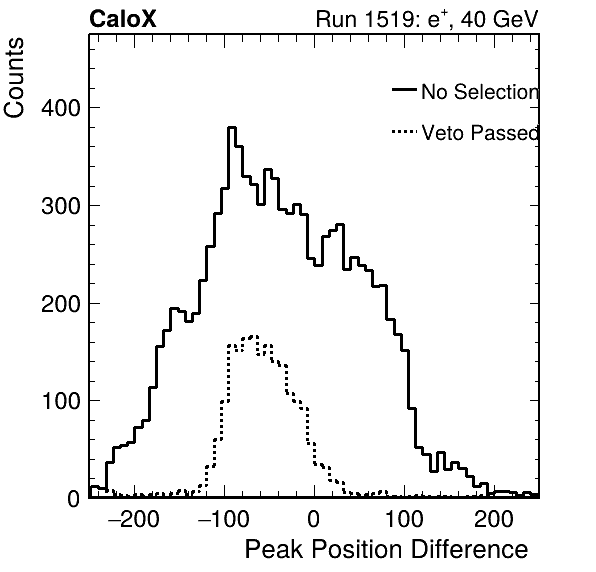 CaloX Run 1519: e+, 40 GeV
Counts
No Selection
Veto Passed
400
300
200
100
0
−200 −100 0 100 200
Peak Position Difference